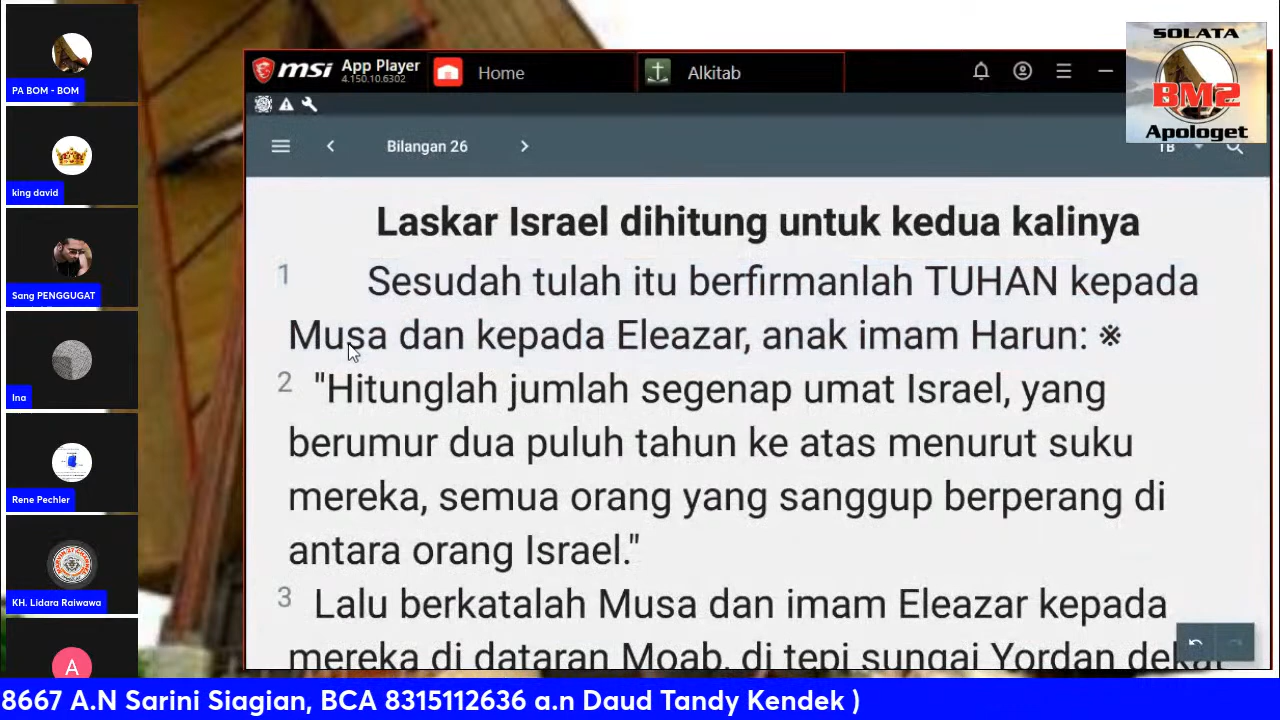 PA BOM - BOM
king david
Sang PENGGUGAT
Ina
Rene Pechler
KH. Lidara Raiwawa
A
msi App Player
4.150.10.6302
Home
Alkitab
SOLATA
BM2
Apologet
Bilangan 26
TB
Laskar Israel dihitung untuk kedua kalinya
1 Sesudah tulah itu berfirmanlah TUHAN kepada
Musa dan kepada Eleazar, anak imam Harun: ※
2 "Hitunglah jumlah segenap umat Israel, yang
berumur dua puluh tahun ke atas menurut suku
mereka, semua orang yang sanggup berperang di
antara orang Israel."
3 Lalu berkatalah Musa dan imam Eleazar kepada
mereka di dataran Moab, di tepi sungai Yordan dekat
8667 A.N Sarini Siagian, BCA 8315112636 a.n Daud Tandy Kendek )